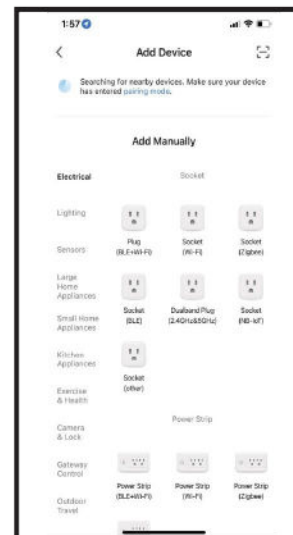 1:57
Add Device
Searching for nearby devices. Make sure your device
has entered pairing mode.
Add Manually
Electrical
Socket
Lighting
Plug
(BLE+Wi-Fi)
Socket
(Wi-Fi)
Socket
(Zigbee)
Sensors
Large
Home
Appliances
Socket
(BLE)
Dualband Plug
(2.4GHz&5GHz)
Socket
(NB-IoT)
Small Home
Appliances
Kitchen
Appliances
Socket
(other)
Exercise
& Health
Power Strip
Camera
& Lock
Gateway
Control
Power Strip
(BLE+Wi-Fi)
Power Strip
(Wi-Fi)
Power Strip
(Zigbee)
Outdoor
Travel